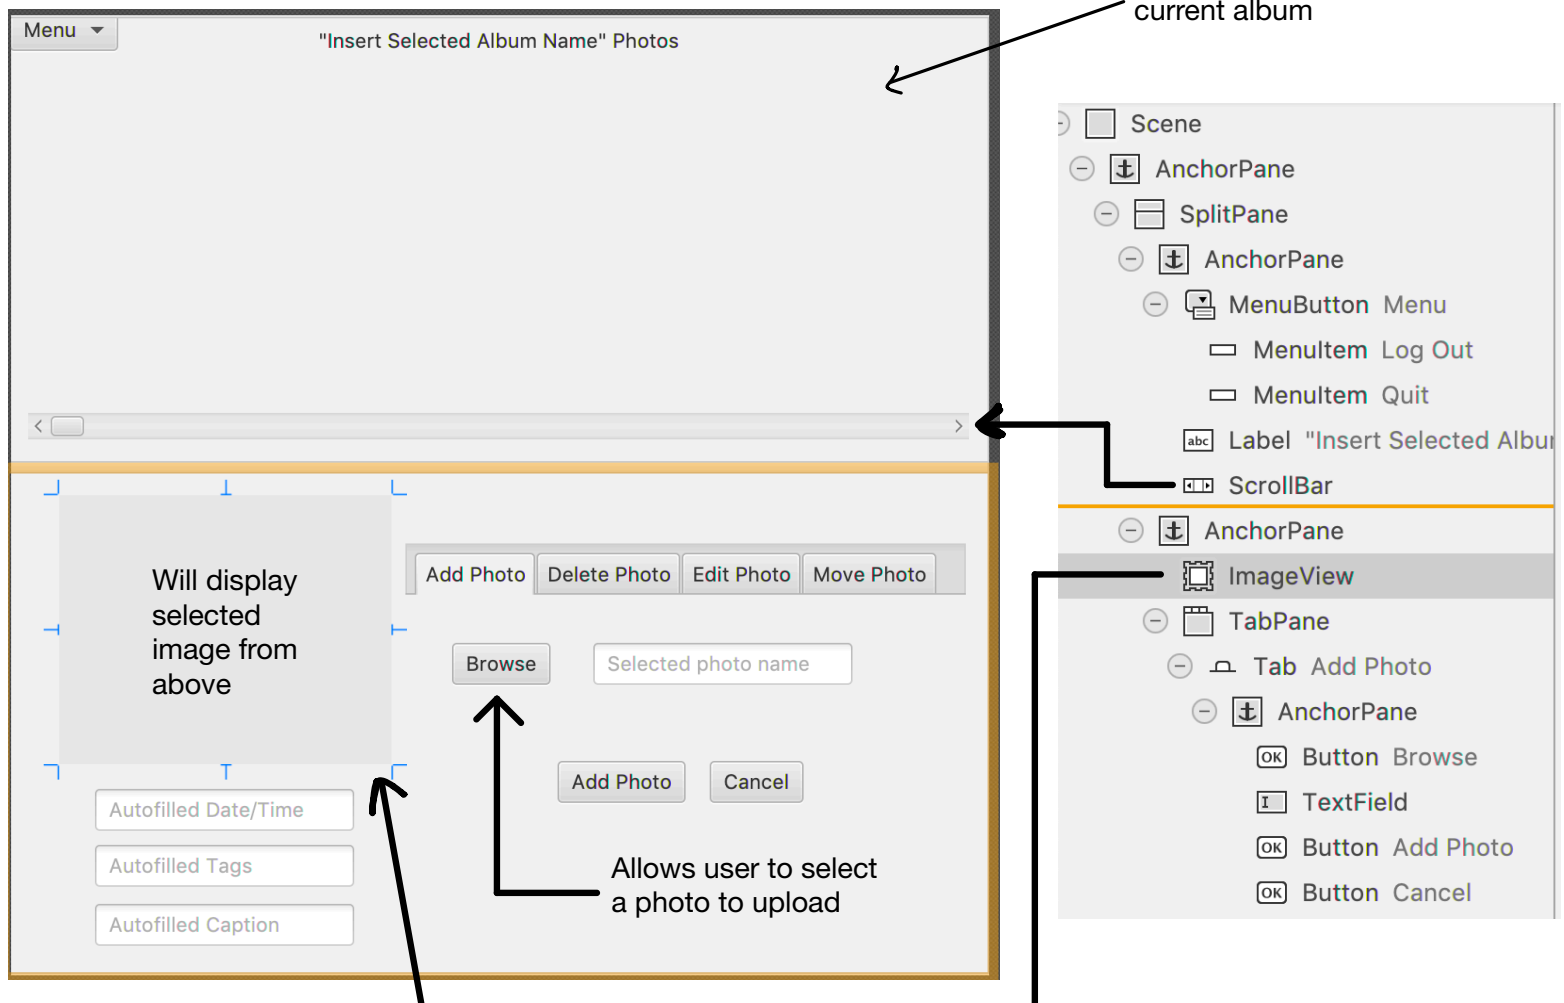 current album
Menu
"Insert Selected Album Name" Photos
Will display
selected
image from
above
Add Photo Delete Photo Edit Photo Move Photo
Browse Selected photo name
Add Photo Cancel
Autofilled Date/Time
Autofilled Tags
Autofilled Caption
Allows user to select
a photo to upload
Scene
AnchorPane
SplitPane
AnchorPane
MenuButton Menu
MenuItem Log Out
MenuItem Quit
abc Label "Insert Selected Albu
ScrollBar
AnchorPane
ImageView
TabPane
Tab Add Photo
AnchorPane
OK Button Browse
I TextField
OK Button Add Photo
OK Button Cancel